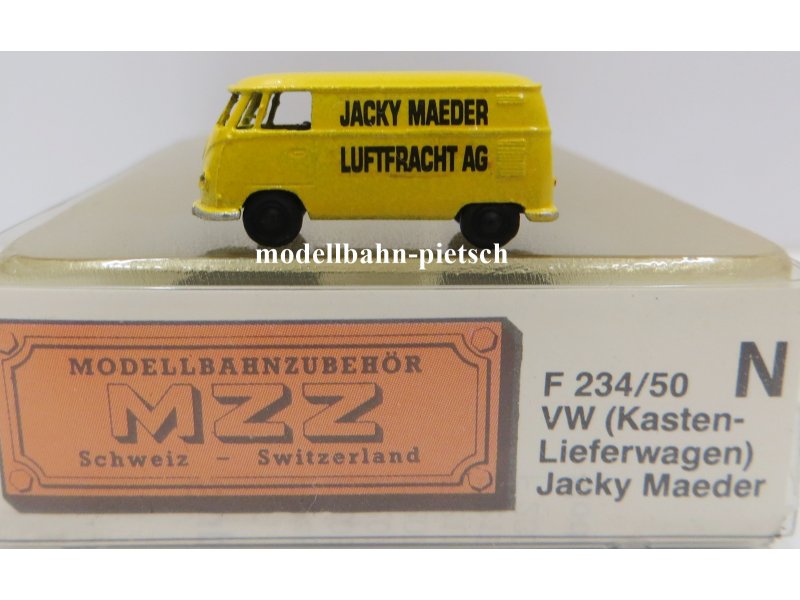 JACKY MAEDER
LUFTFRACHT AG
modellbahn-pietsch
MODELLBAHNZUBEHÖR
MZZ
Schweiz – Switzerland
F 234/50 N
VW (Kasten-
Lieferwagen)
Jacky Maeder